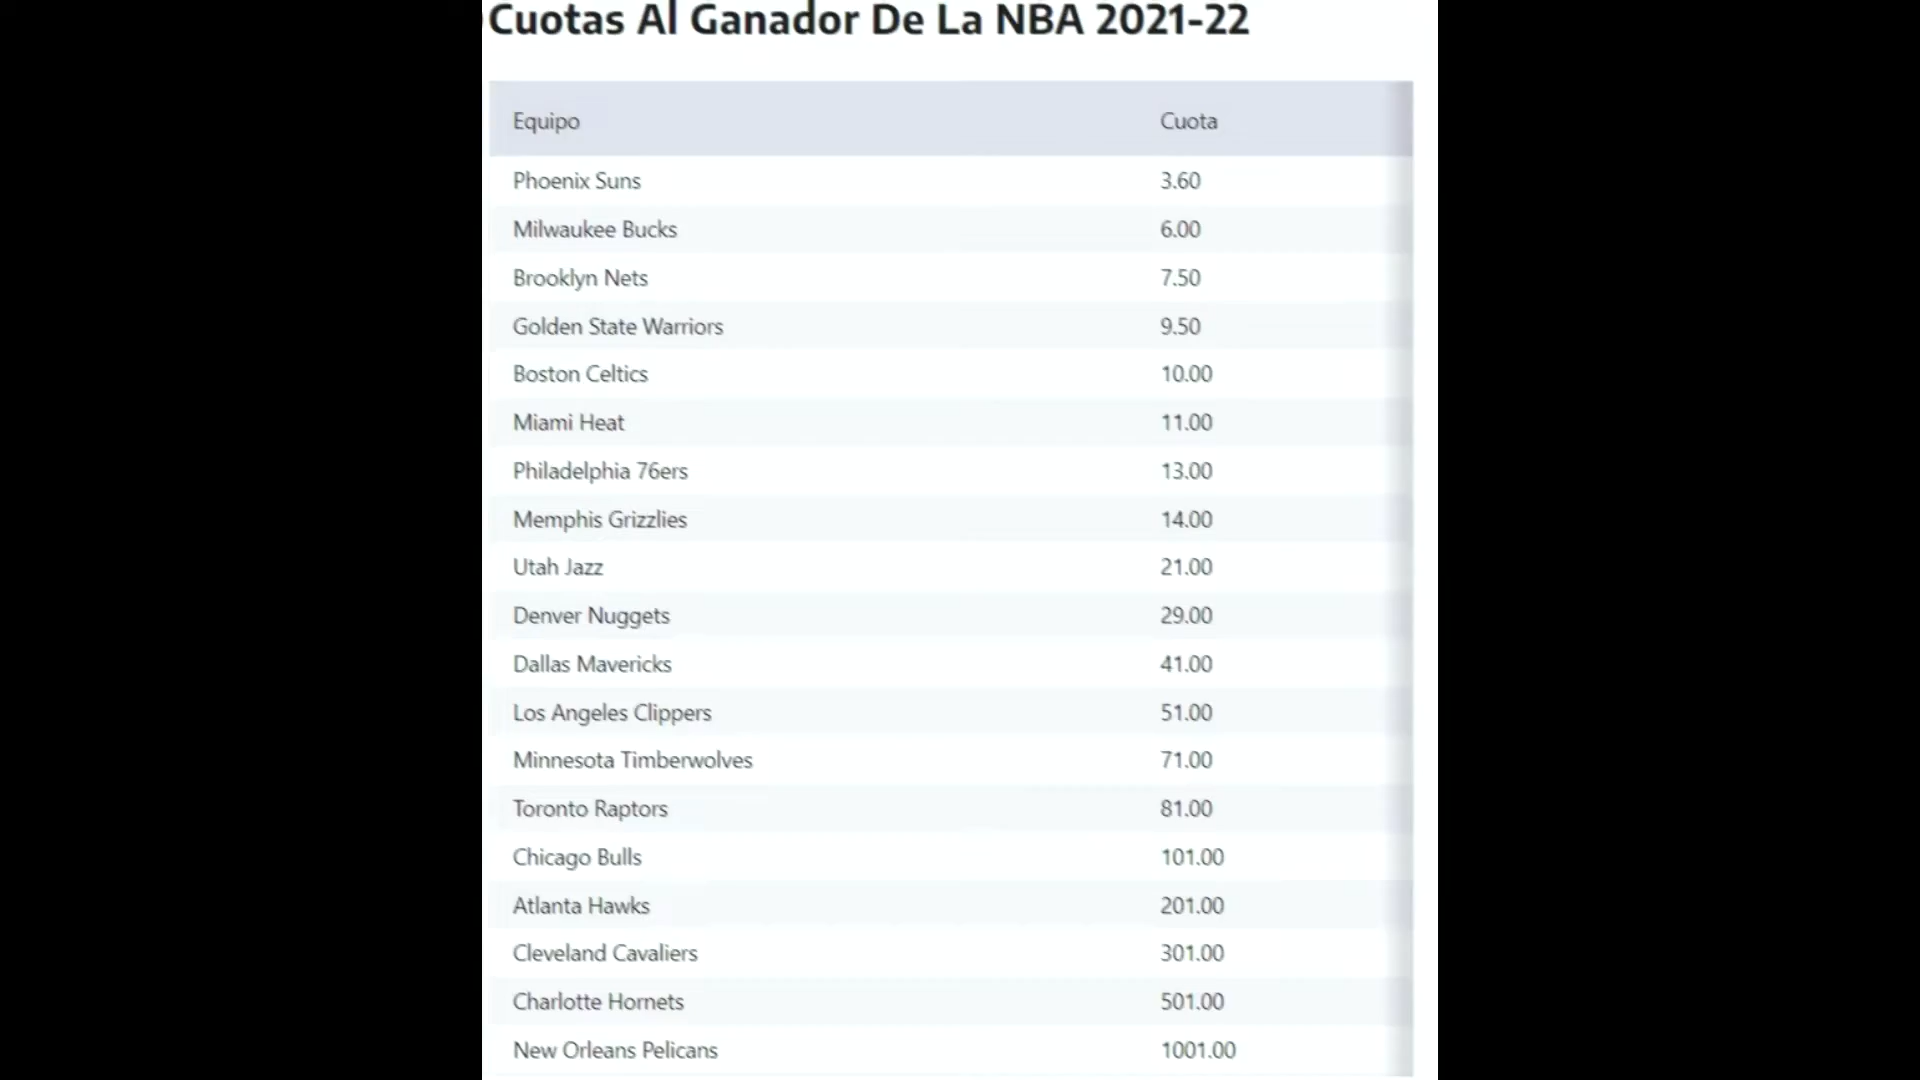 Cuotas Al Ganador De La NBA 2021-22
Equipo Cuota
Phoenix Suns 3.60
Milwaukee Bucks 6.00
Brooklyn Nets 7.50
Golden State Warriors 9.50
Boston Celtics 10.00
Miami Heat 11.00
Philadelphia 76ers 13.00
Memphis Grizzlies 14.00
Utah Jazz 21.00
Denver Nuggets 29.00
Dallas Mavericks 41.00
Los Angeles Clippers 51.00
Minnesota Timberwolves 71.00
Toronto Raptors 81.00
Chicago Bulls 101.00
Atlanta Hawks 201.00
Cleveland Cavaliers 301.00
Charlotte Hornets 501.00
New Orleans Pelicans 1001.00